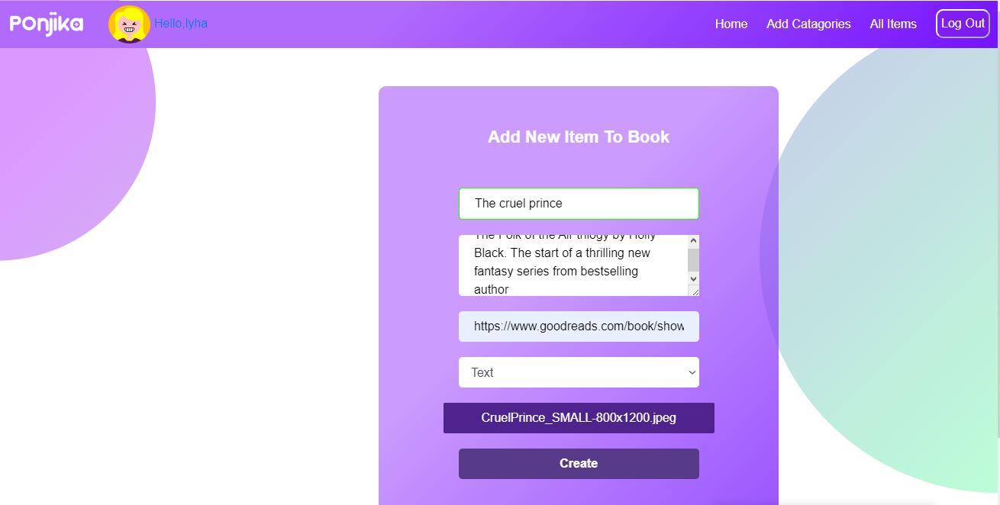 Ponjika
Hello,lyha
Home
Add Catagories
All Items
Log Out
Add New Item To Book
The cruel prince
The Folk of the Air trilogy by Holly
Black. The start of a thrilling new
fantasy series from bestselling
author
https://www.goodreads.com/book/show
Text
CruelPrince_SMALL-800x1200.jpeg
Create